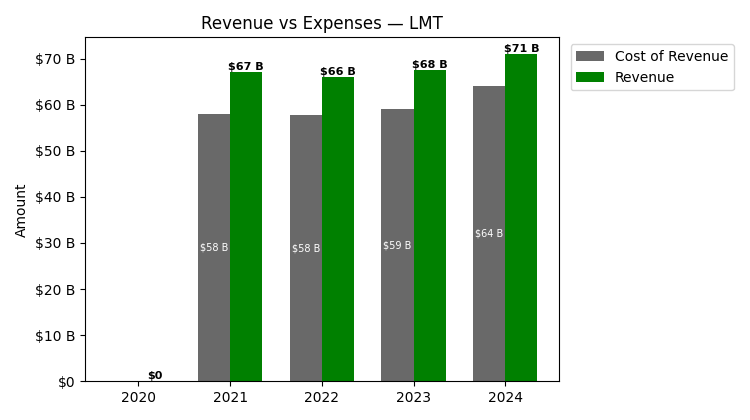 Revenue vs Expenses — LMT
Cost of Revenue
Revenue
Amount
$70 B
$60 B
$50 B
$40 B
$30 B
$20 B
$10 B
$0
$0
$67 B
$66 B
$68 B
$71 B
$58 B
$58 B
$59 B
$64 B
2020 2021 2022 2023 2024